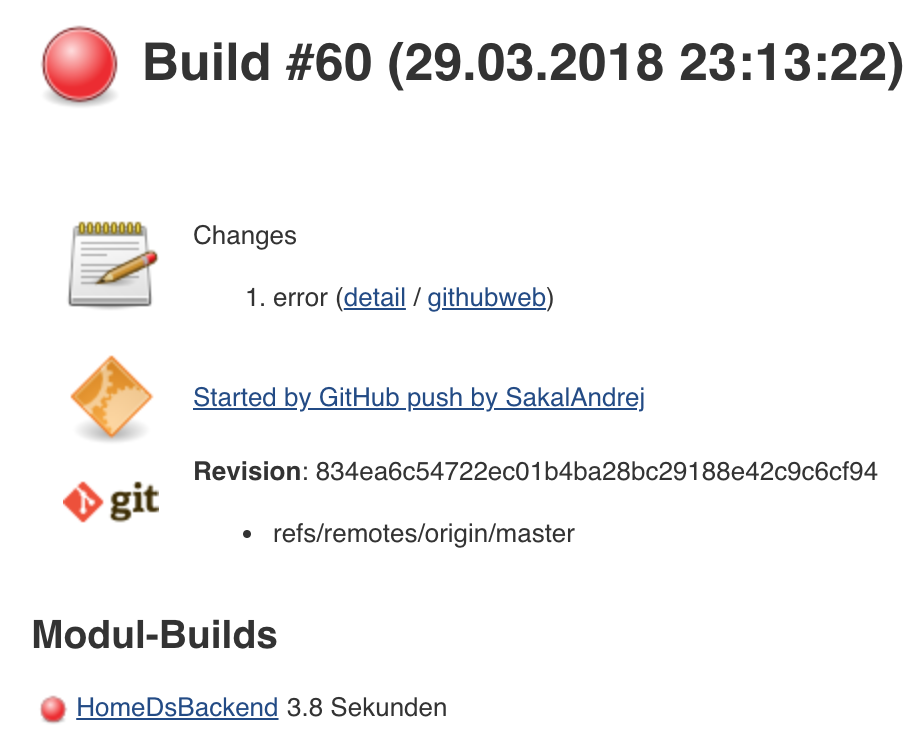 Build #60 (29.03.2018 23:13:22)
Changes
1. error (detail / githubweb)
Started by GitHub push by SakalAndrej
git
Revision: 834ea6c54722ec01b4ba28bc29188e42c9c6cf94
• refs/remotes/origin/master
Modul-Builds
HomeDsBackend 3.8 Sekunden